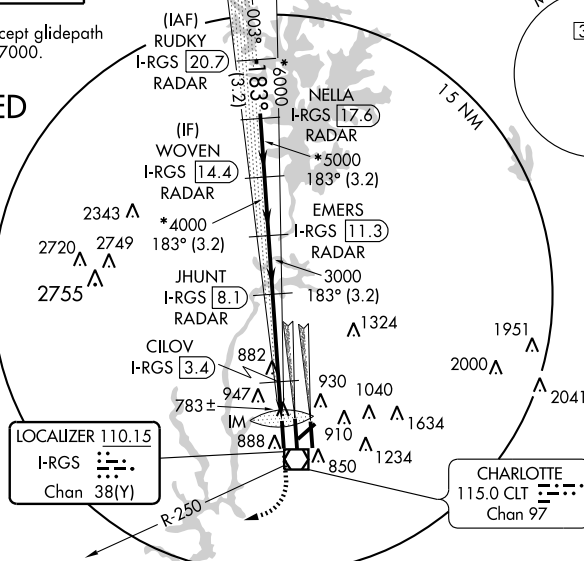 cept glidepath
7000.
ED
(IAF)
RUDKY
I-RGS 20.7
RADAR
003°
(3.2)
183°
*6000
NELLA
I-RGS 17.6
RADAR
15 NM
M
3
(IF)
WOVEN
I-RGS 14.4
RADAR
*5000
183° (3.2)
2343
*4000
183° (3.2)
EMERS
I-RGS 11.3
RADAR
2720
2749
2755
JHUNT
I-RGS 8.1
RADAR
3000
183° (3.2)
1324
1951
CILOV
I-RGS 3.4
882
2000
2041
947
930
1040
783±
IM
910
1634
888
850
1234
LOCALIZER 110.15
I-RGS
Chan 38(Y)
R-250
CHARLOTTE
115.0 CLT
Chan 97